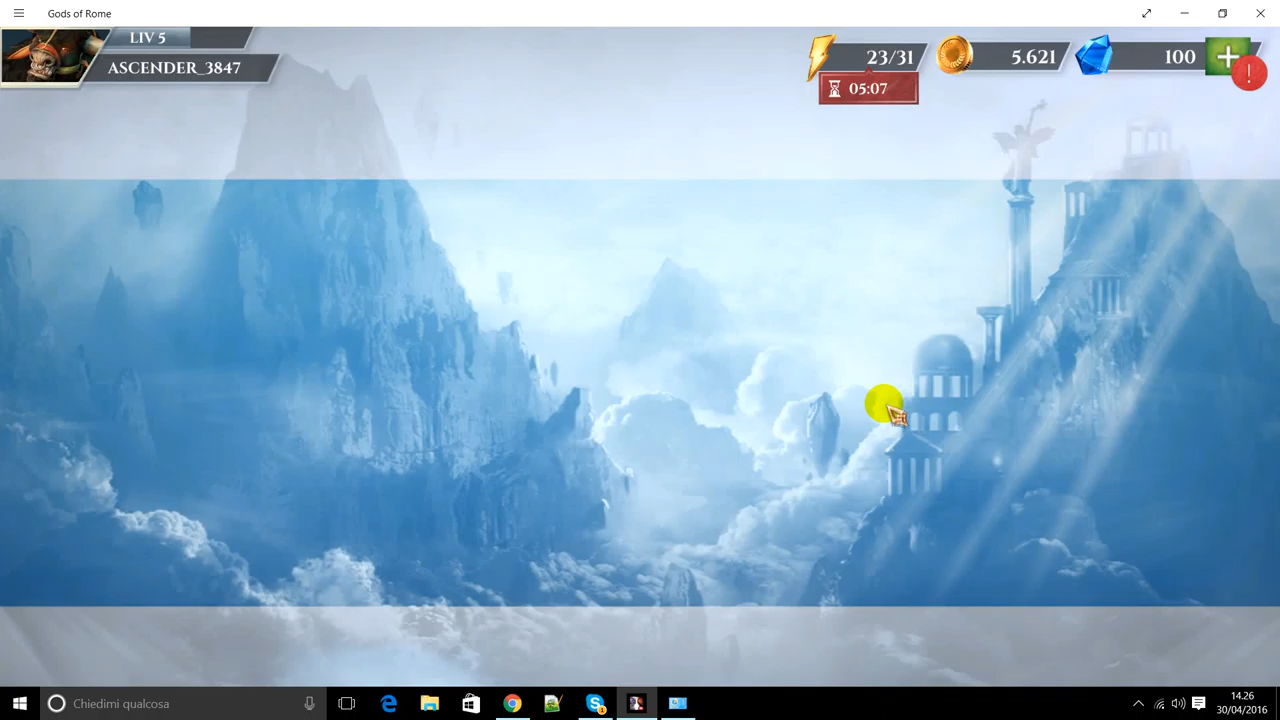 Gods of Rome
LIV 5
ASCENDER_3847
23/31
5.621
100
05:07
Chiedimi qualcosa
14.26
30/04/2016